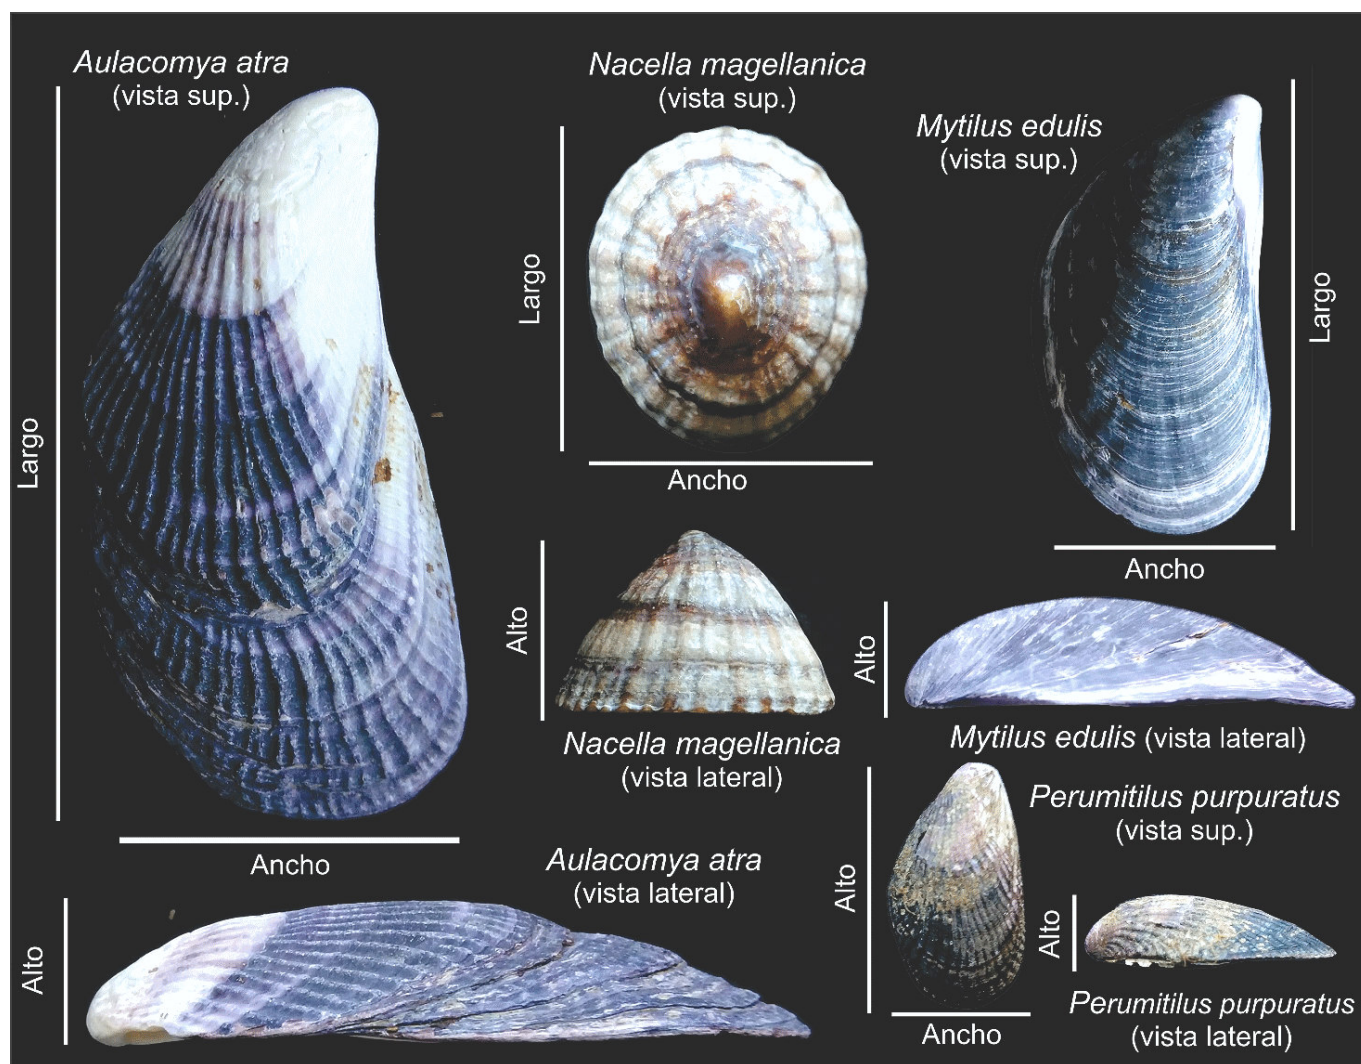 Aulacomya atra
(vista sup.)
Largo
Ancho
Nacella magellanica
(vista sup.)
Largo
Ancho
Mytilus edulis
(vista sup.)
Largo
Ancho
Alto
Nacella magellanica
(vista lateral)
Alto
Mytilus edulis (vista lateral)
Aulacomya atra
(vista lateral)
Alto
Perumitilus purpuratus
(vista sup.)
Alto
Ancho
Alto
Perumitilus purpuratus
(vista lateral)